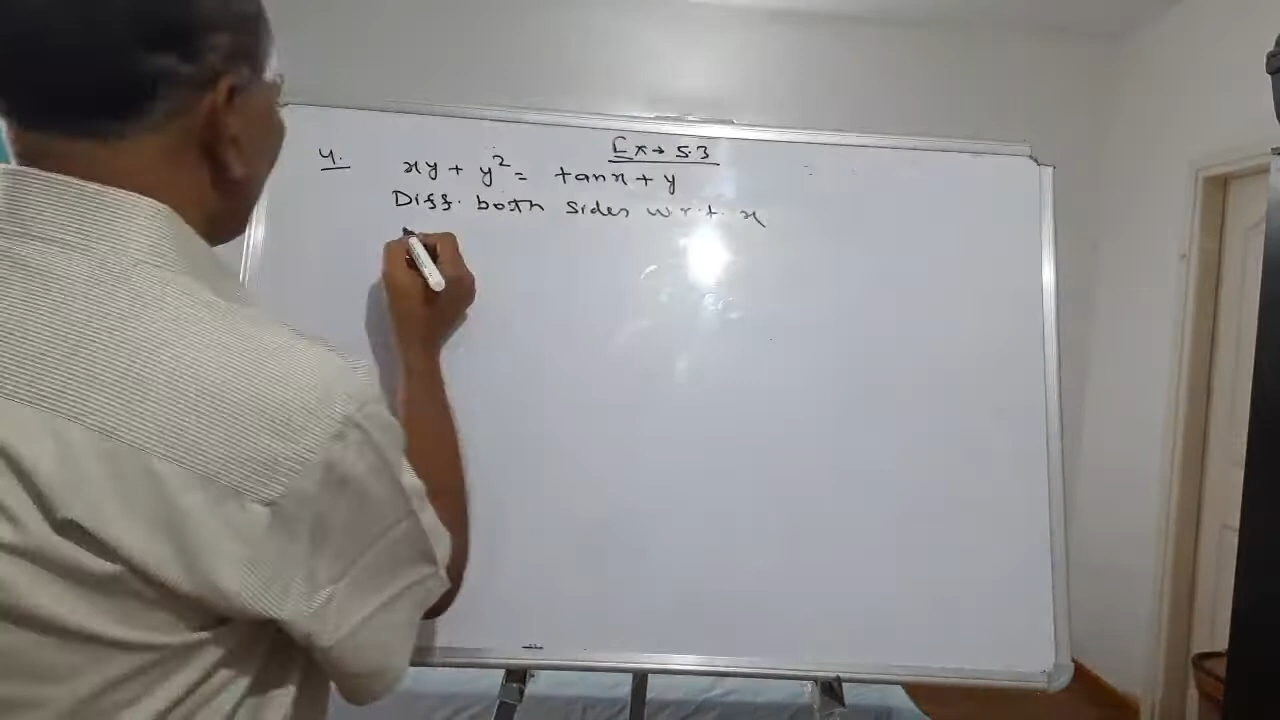 Ex → 5.3
4. xy + y² = tanx + y
Diff. both sides w.r.t. x